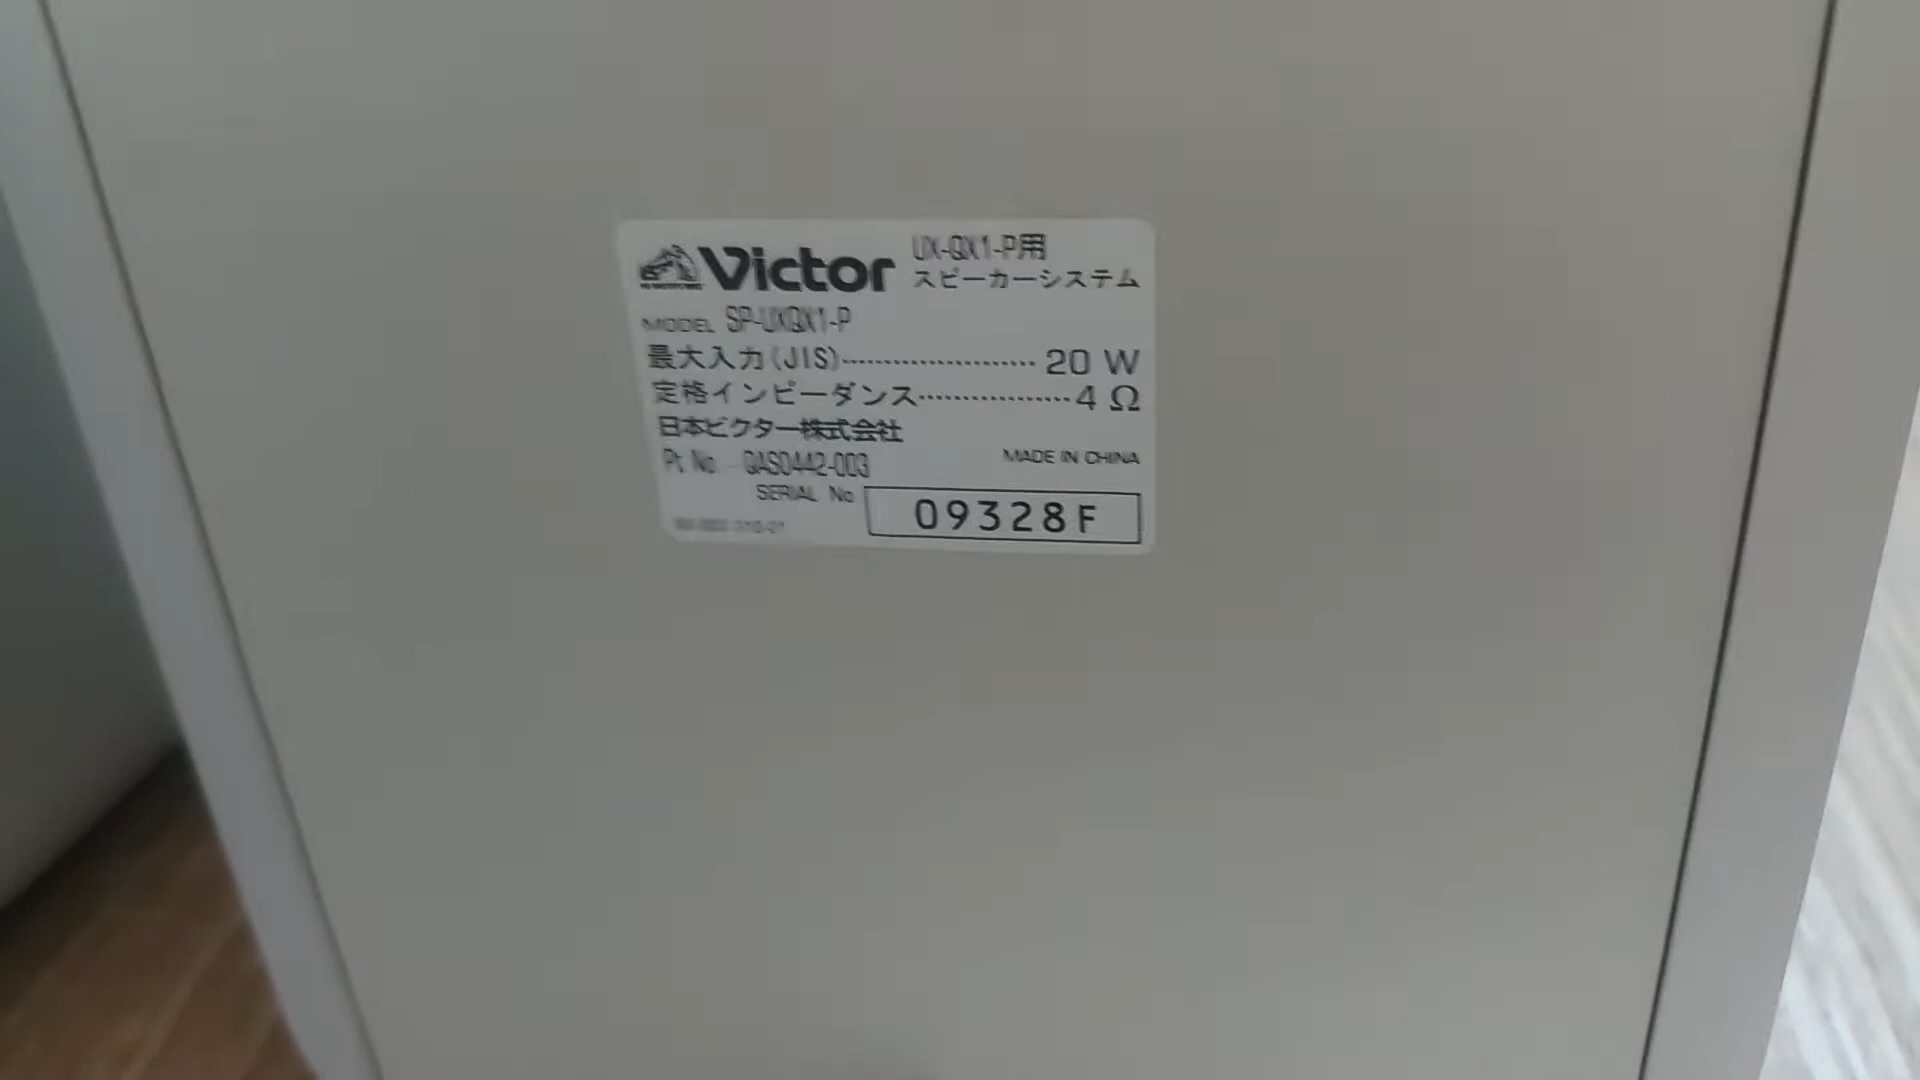 Victor
UX-QX1-P用
スピーカーシステム
MODEL SP-UXQX1-P
最大入力(JIS)····················· 20 W
定格インピーダンス·················4 Ω
日本ビクター株式会社
Pt. No. QAS0442-003
MADE IN CHINA
SERIAL No
09328F